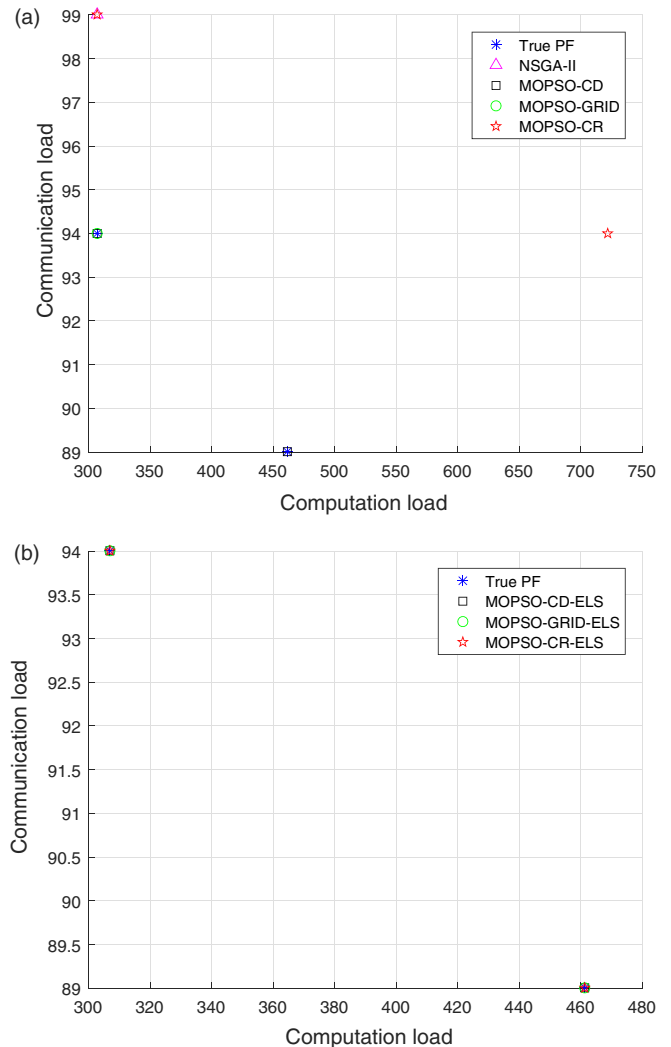 (a)
99
98
97
96
95
94
93
92
91
90
89
Communication load
True PF
NSGA-II
MOPSO-CD
MOPSO-GRID
MOPSO-CR
300 350 400 450 500 550 600 650 700 750
Computation load
(b)
94
93.5
93
92.5
92
91.5
91
90.5
90
89.5
89
Communication load
True PF
MOPSO-CD-ELS
MOPSO-GRID-ELS
MOPSO-CR-ELS
300 320 340 360 380 400 420 440 460 480
Computation load